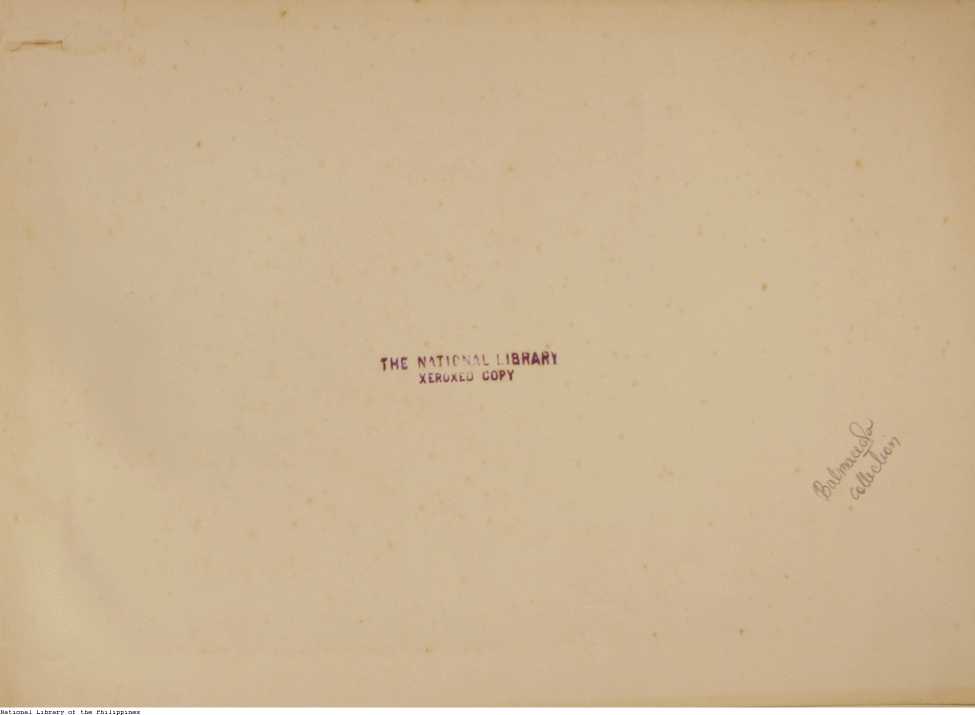 THE NATIONAL LIBRARY
XEROXED COPY
Balmaceda
collection
National Library of the Philippines